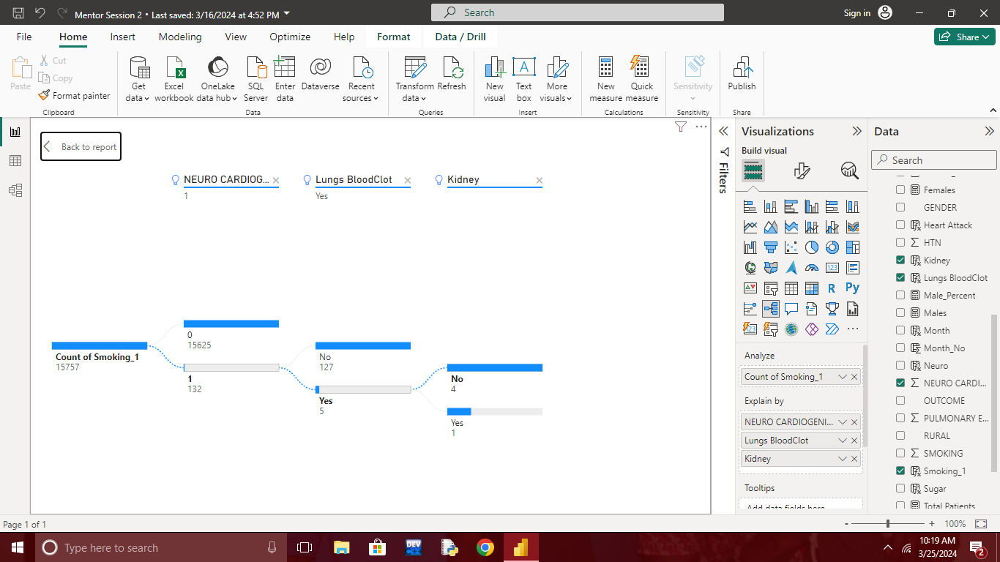 Mentor Session 2 • Last saved: 3/16/2024 at 4:52 PM
Search
Sign in
File Home Insert Modeling View Optimize Help Format Data / Drill
Share
Paste
Cut
Copy
Format painter
Clipboard
Get data
Excel workbook
OneLake data hub
SQL Server
Enter data
Dataverse
Recent sources
Data
Transform data
Refresh
Queries
New visual
Text box
More visuals
Insert
New measure
Quick measure
Calculations
Sensitivity
Sensitivity
Publish
Share
Back to report
NEURO CARDIOG...
1
Lungs BloodClot
Yes
Kidney
Count of Smoking_1
15757
0
15625
1
132
No
127
Yes
5
No
4
Yes
1
Filters
Visualizations
Build visual
R
Py
123
Analyze
Count of Smoking_1
Explain by
NEURO CARDIOGENI...
Lungs BloodClot
Kidney
Tooltips
Add data fields here
Data
Search
Females
GENDER
Heart Attack
HTN
Kidney
Lungs BloodClot
Male_Percent
Males
Month
Month_No
Neuro
NEURO CARDI...
OUTCOME
PULMONARY E...
RURAL
SMOKING
Smoking_1
Sugar
Total Patients
Page 1 of 1
- + 100%
Type here to search
DEV
10:19 AM
3/25/2024
2